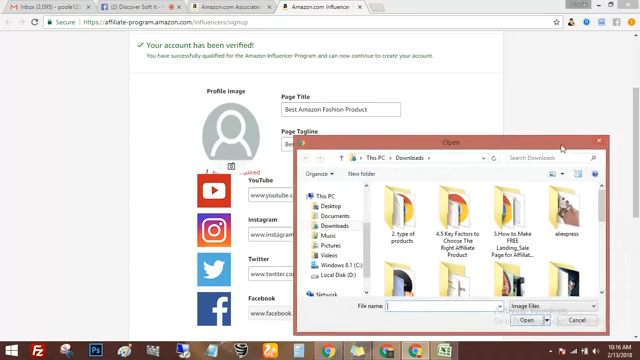 Inbox (2,095) - poole12
Discover Soft It -
Amazon.com Associates
Amazon.com Influencer
Secure
https://affiliate-program.amazon.com/influencers/signup
Your account has been verified!
You have successfully qualified for the Amazon Influencer Program and can now continue to create your account.
Profile Image
Page Title
Best Amazon Fashion Product
Page Tagline
YouTube
www.youtube.c
Instagram
www.instagram
Twitter
www.twitter.co
Facebook
www.facebook.
Open
This PC
Downloads
Search Downloads
Organize
New folder
This PC
Desktop
Documents
Downloads
Music
Pictures
Videos
Windows 8.1 (C:)
Local Disk (D:)
Network
2. type of products
4.5 Key Factors to Choose The Right Affiliate Product
5.How to Make FREE Landing_Sale Page for Affiliat...
aliexpress
File name:
Image Files
Open
Cancel
10:16 AM
2/13/2019